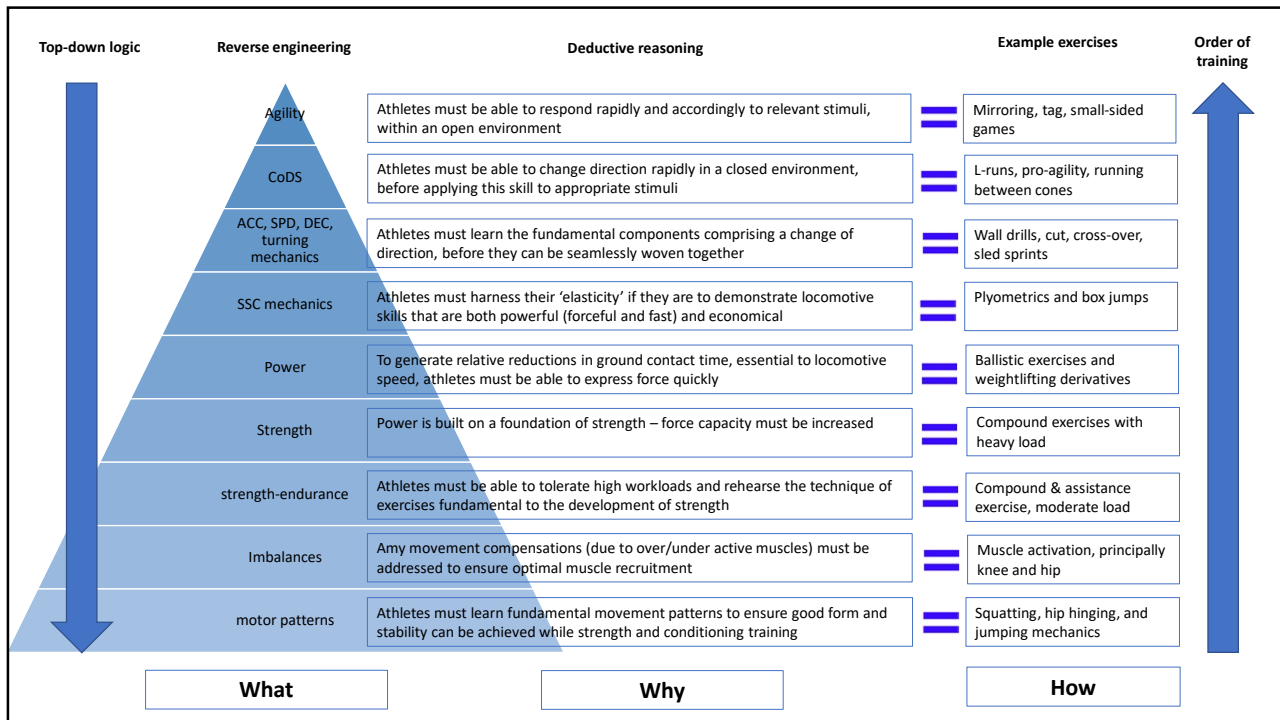 Top-down logic
Reverse engineering
Deductive reasoning
Example exercises
Order of
training
Agility
Athletes must be able to respond rapidly and accordingly to relevant stimuli,
within an open environment
Mirroring, tag, small-sided
games
CoDS
Athletes must be able to change direction rapidly in a closed environment,
before applying this skill to appropriate stimuli
L-runs, pro-agility, running
between cones
ACC, SPD, DEC,
turning
mechanics
Athletes must learn the fundamental components comprising a change of
direction, before they can be seamlessly woven together
Wall drills, cut, cross-over,
sled sprints
SSC mechanics
Athletes must harness their ‘elasticity’ if they are to demonstrate locomotive
skills that are both powerful (forceful and fast) and economical
Plyometrics and box jumps
Power
To generate relative reductions in ground contact time, essential to locomotive
speed, athletes must be able to express force quickly
Ballistic exercises and
weightlifting derivatives
Strength
Power is built on a foundation of strength – force capacity must be increased
Compound exercises with
heavy load
strength-endurance
Athletes must be able to tolerate high workloads and rehearse the technique of
exercises fundamental to the development of strength
Compound & assistance
exercise, moderate load
Imbalances
Amy movement compensations (due to over/under active muscles) must be
addressed to ensure optimal muscle recruitment
Muscle activation, principally
knee and hip
motor patterns
Athletes must learn fundamental movement patterns to ensure good form and
stability can be achieved while strength and conditioning training
Squatting, hip hinging, and
jumping mechanics
What
Why
How